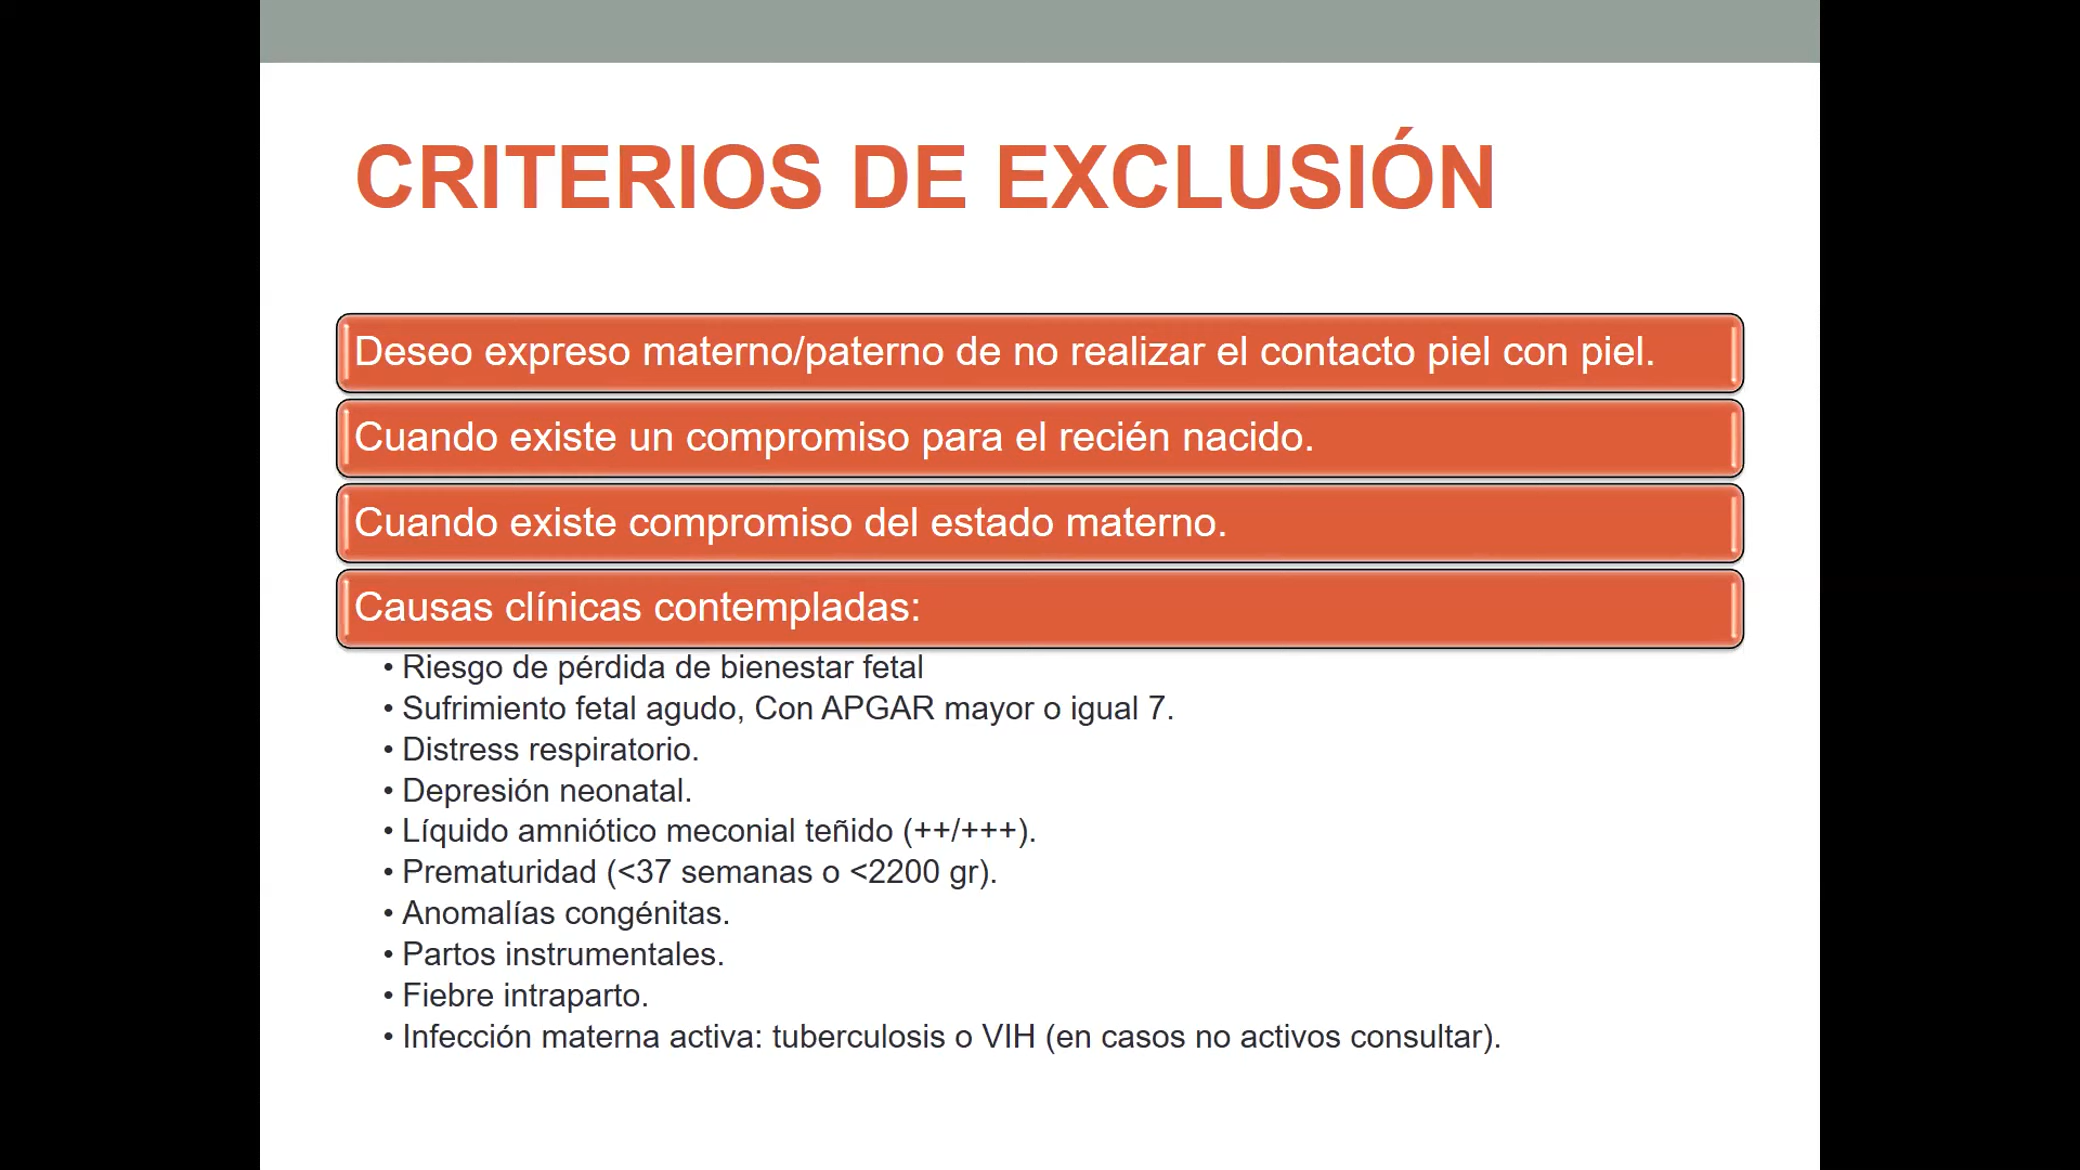 CRITERIOS DE EXCLUSIÓN
Deseo expreso materno/paterno de no realizar el contacto piel con piel.
Cuando existe un compromiso para el recién nacido.
Cuando existe compromiso del estado materno.
Causas clínicas contempladas:
• Riesgo de pérdida de bienestar fetal
• Sufrimiento fetal agudo, Con APGAR mayor o igual 7.
• Distress respiratorio.
• Depresión neonatal.
• Líquido amniótico meconial teñido (++/+++).
• Prematuridad (<37 semanas o <2200 gr).
• Anomalías congénitas.
• Partos instrumentales.
• Fiebre intraparto.
• Infección materna activa: tuberculosis o VIH (en casos no activos consultar).